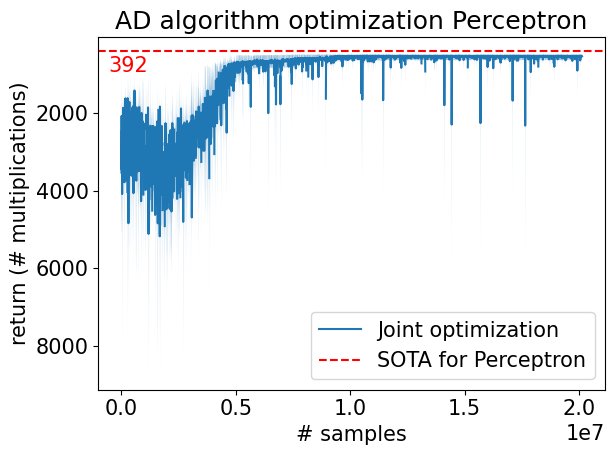 AD algorithm optimization Perceptron
392
2000
4000
6000
8000
return (# multiplications)
Joint optimization
SOTA for Perceptron
0.0 0.5 1.0 1.5 2.0
# samples
1e7